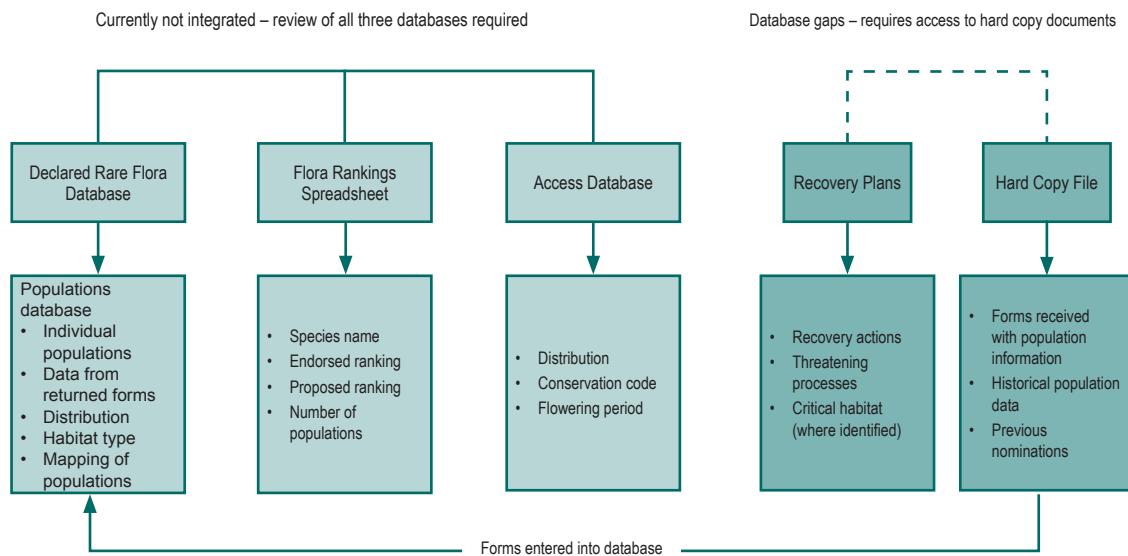 Currently not integrated – review of all three databases required
Database gaps – requires access to hard copy documents
Declared Rare Flora
Database
Flora Rankings
Spreadsheet
Access Database
Recovery Plans
Hard Copy File
Populations
database
• Individual
populations
• Data from
returned forms
• Distribution
• Habitat type
• Mapping of
populations
• Species name
• Endorsed ranking
• Proposed ranking
• Number of
populations
• Distribution
• Conservation code
• Flowering period
• Recovery actions
• Threatening
processes
• Critical habitat
(where identified)
• Forms received
with population
information
• Historical population
data
• Previous
nominations
Forms entered into database